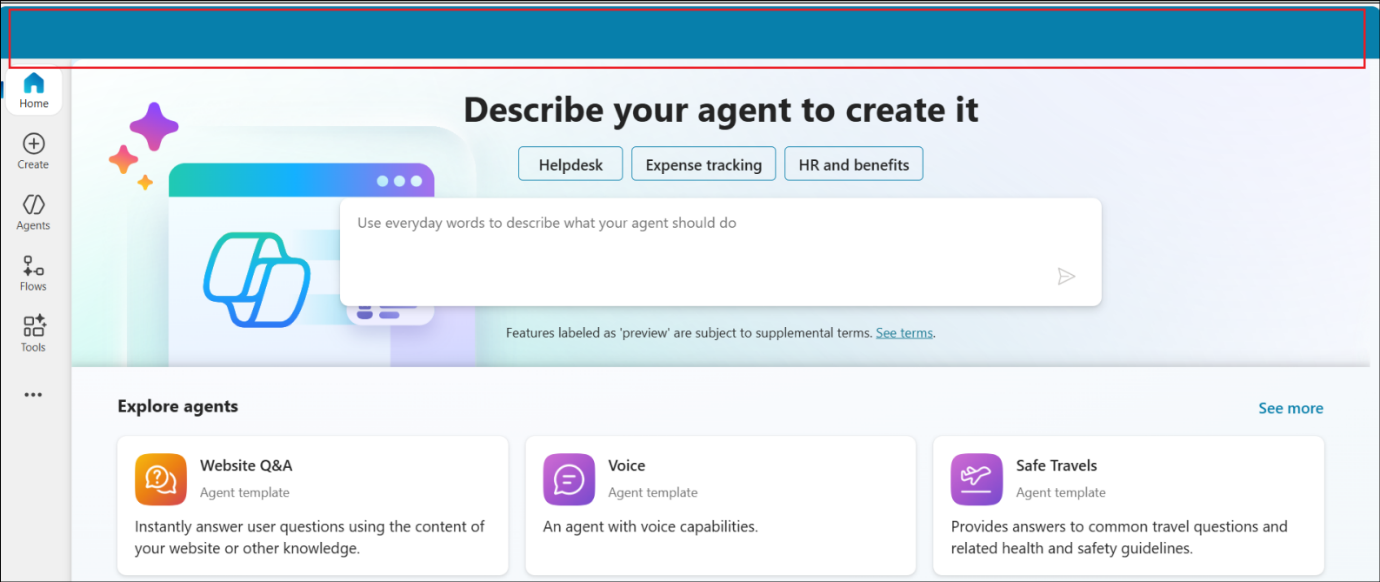 Home
Create
Agents
Flows
Tools
Describe your agent to create it
Helpdesk
Expense tracking
HR and benefits
Use everyday words to describe what your agent should do
Features labeled as 'preview' are subject to supplemental terms. See terms.
Explore agents
See more
Website Q&A
Agent template
Instantly answer user questions using the content of
your website or other knowledge.
Voice
Agent template
An agent with voice capabilities.
Safe Travels
Agent template
Provides answers to common travel questions and
related health and safety guidelines.